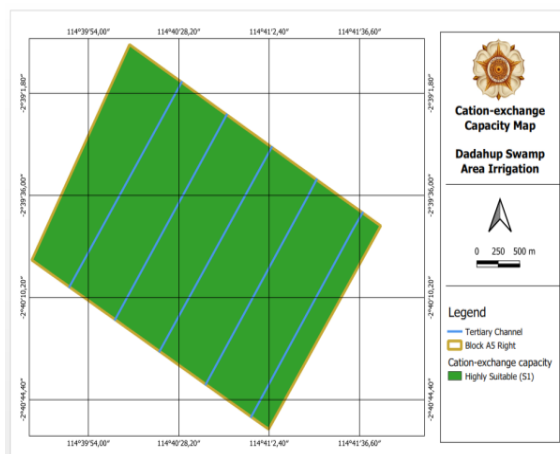 114°39'54,00" 114°40'28,20" 114°41'2,40" 114°41'36,60"
-2°39'1,80" -2°39'1,80"
-2°39'36,00" -2°39'36,00"
-2°40'10,20" -2°40'10,20"
-2°40'44,40" -2°40'44,40"
114°39'54,00" 114°40'28,20" 114°41'2,40" 114°41'36,60"
Cation-exchange
Capacity Map
Dadahup Swamp
Area Irrigation
0 250 500 m
Legend
Tertiary Channel
Block A5 Right
Cation-exchange capacity
Highly Suitable (S1)